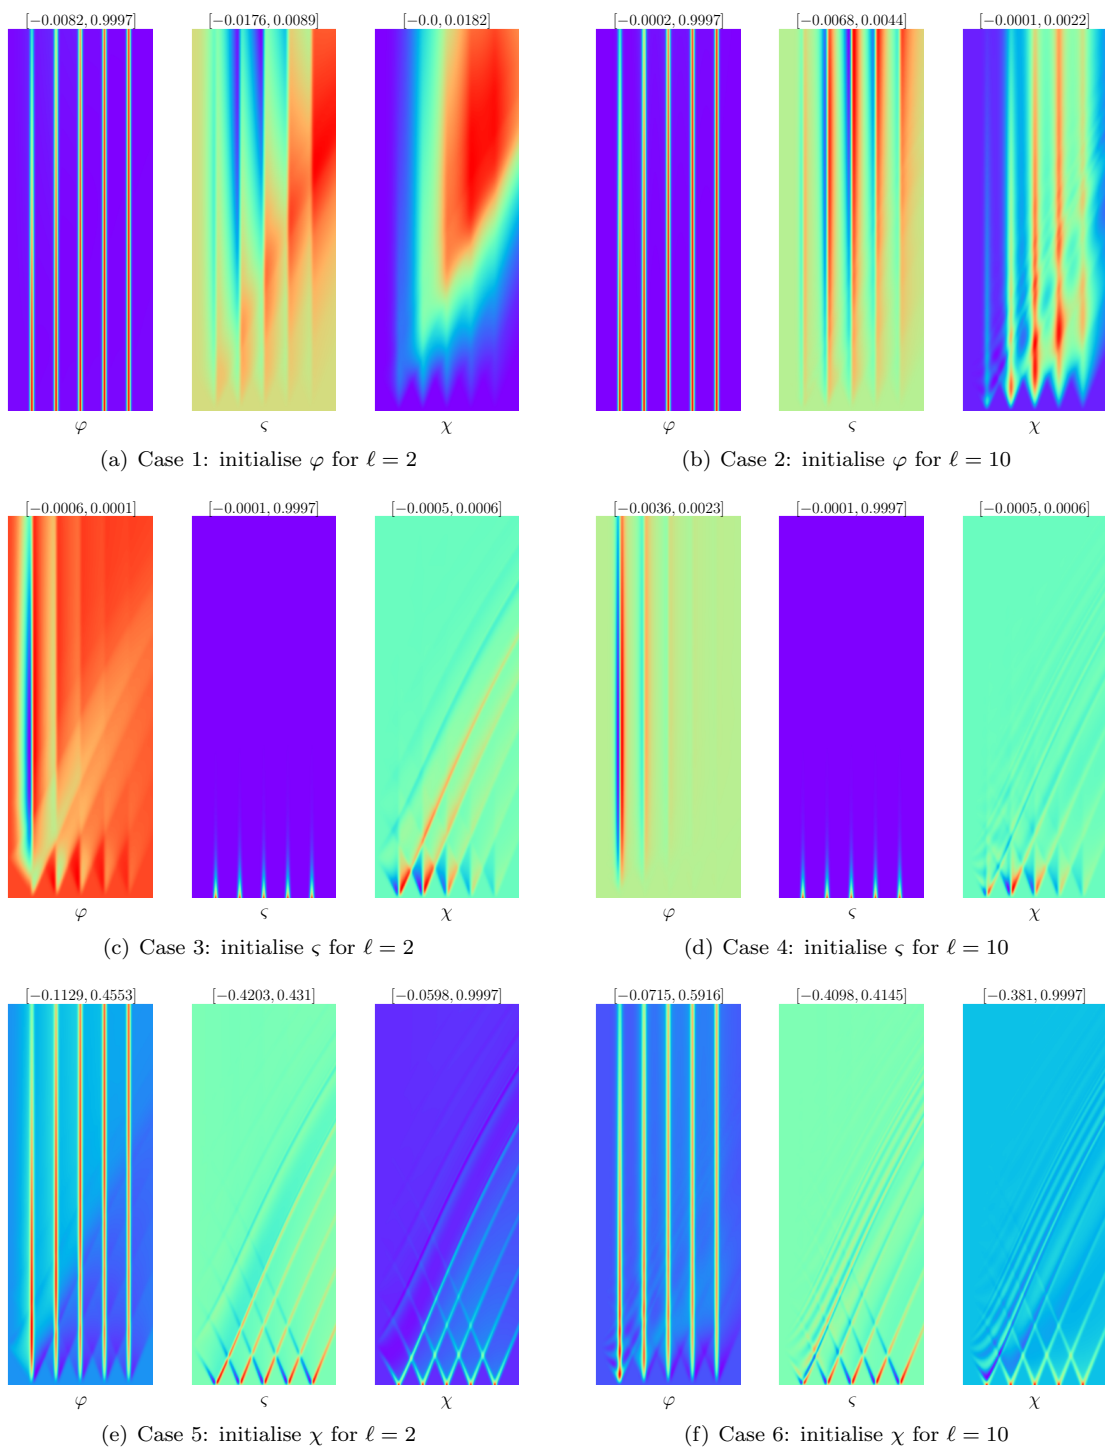 [−0.0082, 0.9997] [−0.0176, 0.0089] [−0.0, 0.0182] [−0.0002, 0.9997] [−0.0068, 0.0044] [−0.0001, 0.0022]
φ ς χ φ ς χ
(a) Case 1: initialise φ for ℓ = 2 (b) Case 2: initialise φ for ℓ = 10
[−0.0006, 0.0001] [−0.0001, 0.9997] [−0.0005, 0.0006] [−0.0036, 0.0023] [−0.0001, 0.9997] [−0.0005, 0.0006]
φ ς χ φ ς χ
(c) Case 3: initialise ς for ℓ = 2 (d) Case 4: initialise ς for ℓ = 10
[−0.1129, 0.4553] [−0.4203, 0.431] [−0.0598, 0.9997] [−0.0715, 0.5916] [−0.4098, 0.4145] [−0.381, 0.9997]
φ ς χ φ ς χ
(e) Case 5: initialise χ for ℓ = 2 (f) Case 6: initialise χ for ℓ = 10